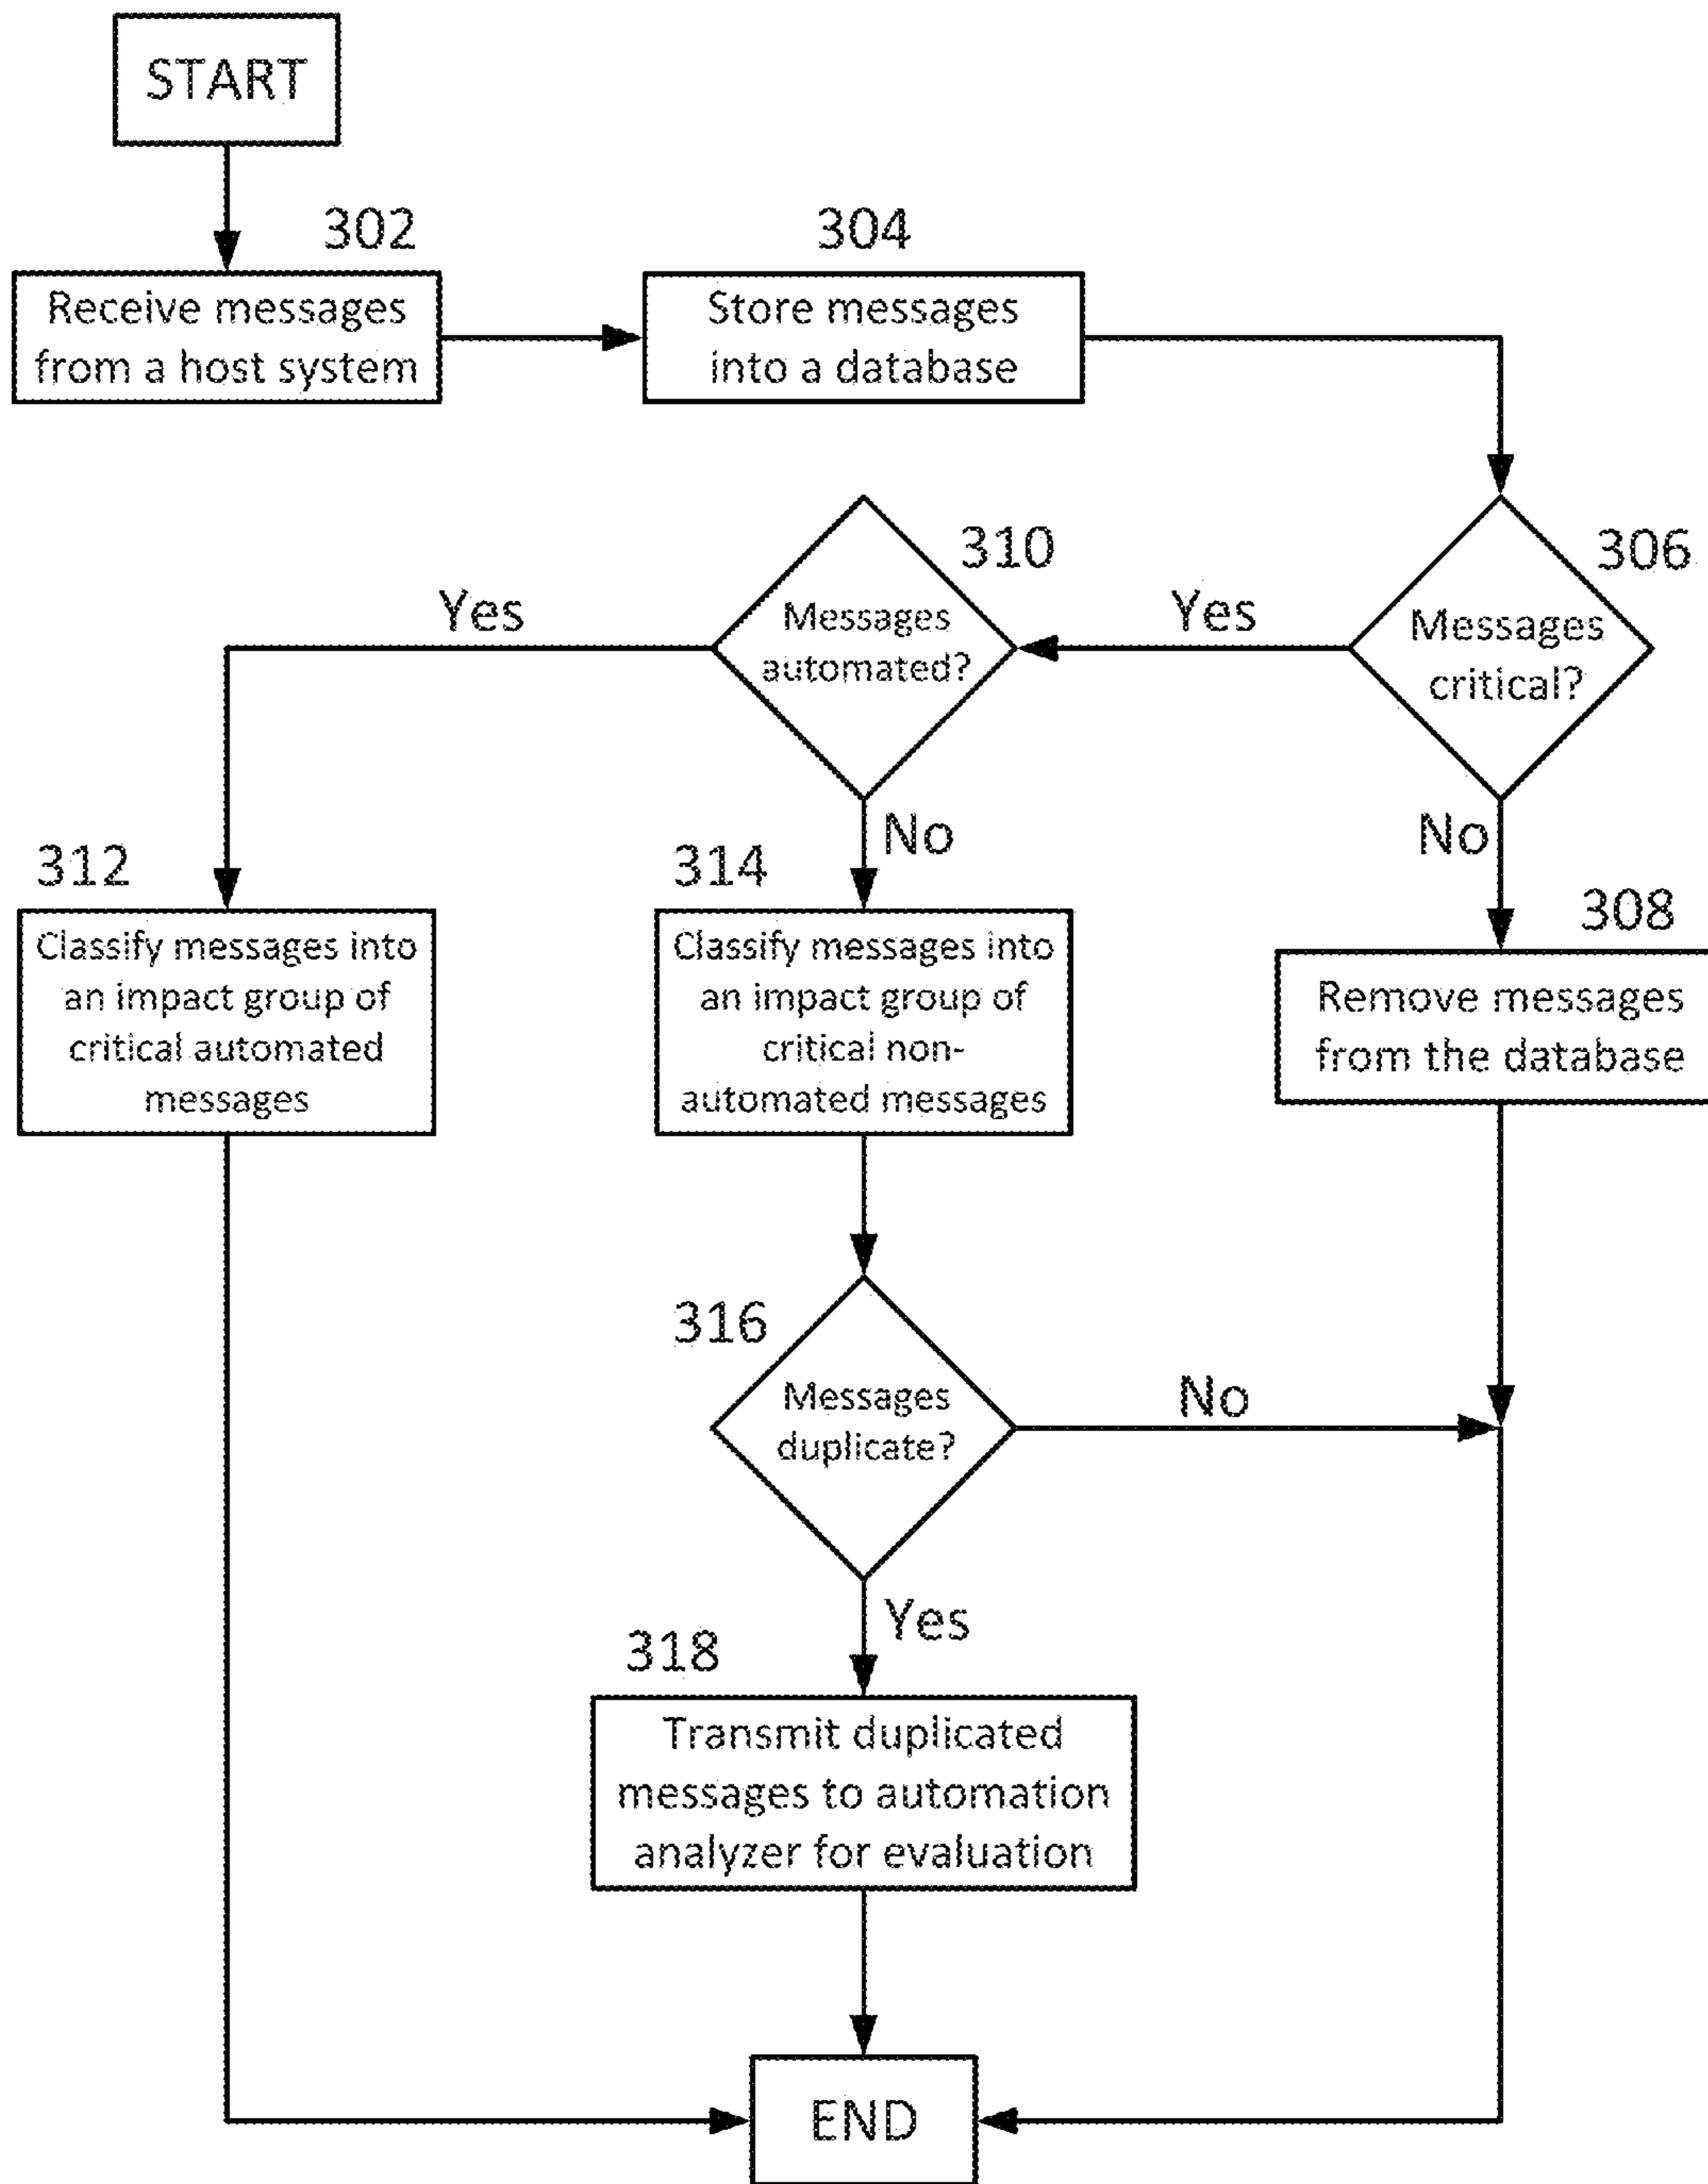 START
302
Receive messages
from a host system
304
Store messages
into a database
306
Messages
critical?
Yes
310
Messages
automated?
Yes
No
No
312
Classify messages into
an impact group of
critical automated
messages
314
Classify messages into
an impact group of
critical non-
automated messages
308
Remove messages
from the database
316
Messages
duplicate?
No
Yes
318
Transmit duplicated
messages to automation
analyzer for evaluation
END